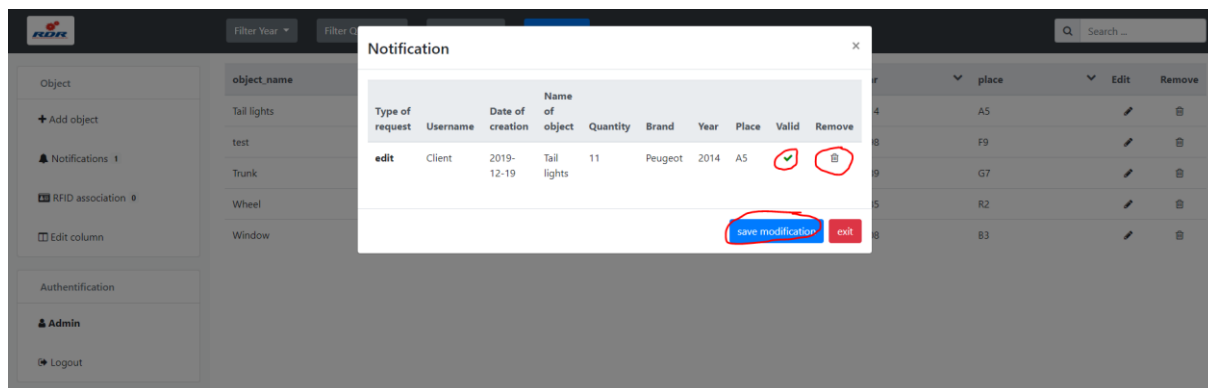 RDR
Filter Year
Filter Q
Search ...
Notification
×
Object
Add object
Notifications 1
RFID association 0
Edit column
Authentification
Admin
Logout
object_name place Edit Remove
Tail lights 4 A5
test F9
Trunk G7
Wheel R2
Window B3
Type of request Username Date of creation Name of object Quantity Brand Year Place Valid Remove
edit Client 2019-12-19 Tail lights 11 Peugeot 2014 A5
save modification exit